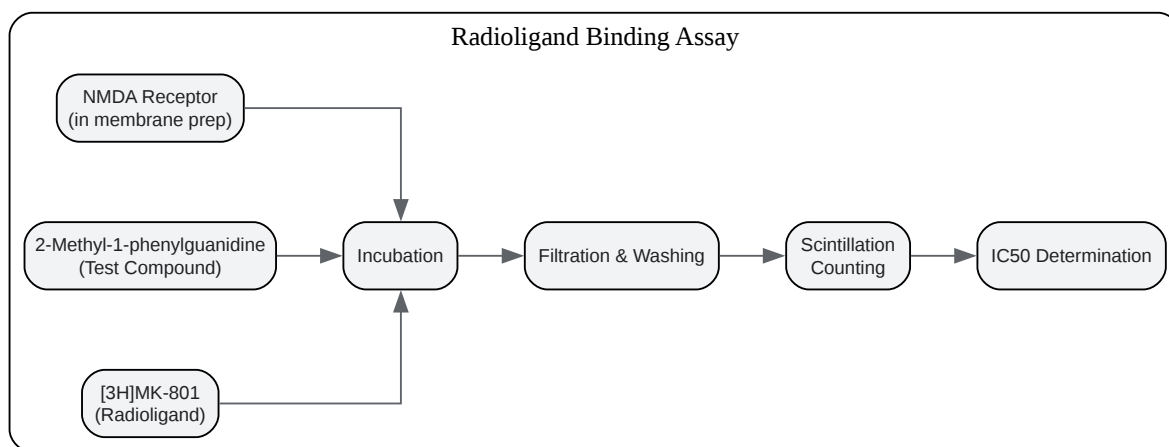 Radioligand Binding Assay
NMDA Receptor
(in membrane prep)
2-Methyl-1-phenylguanidine
(Test Compound)
Incubation
Filtration & Washing
Scintillation
Counting
IC50 Determination
[3H]MK-801
(Radioligand)